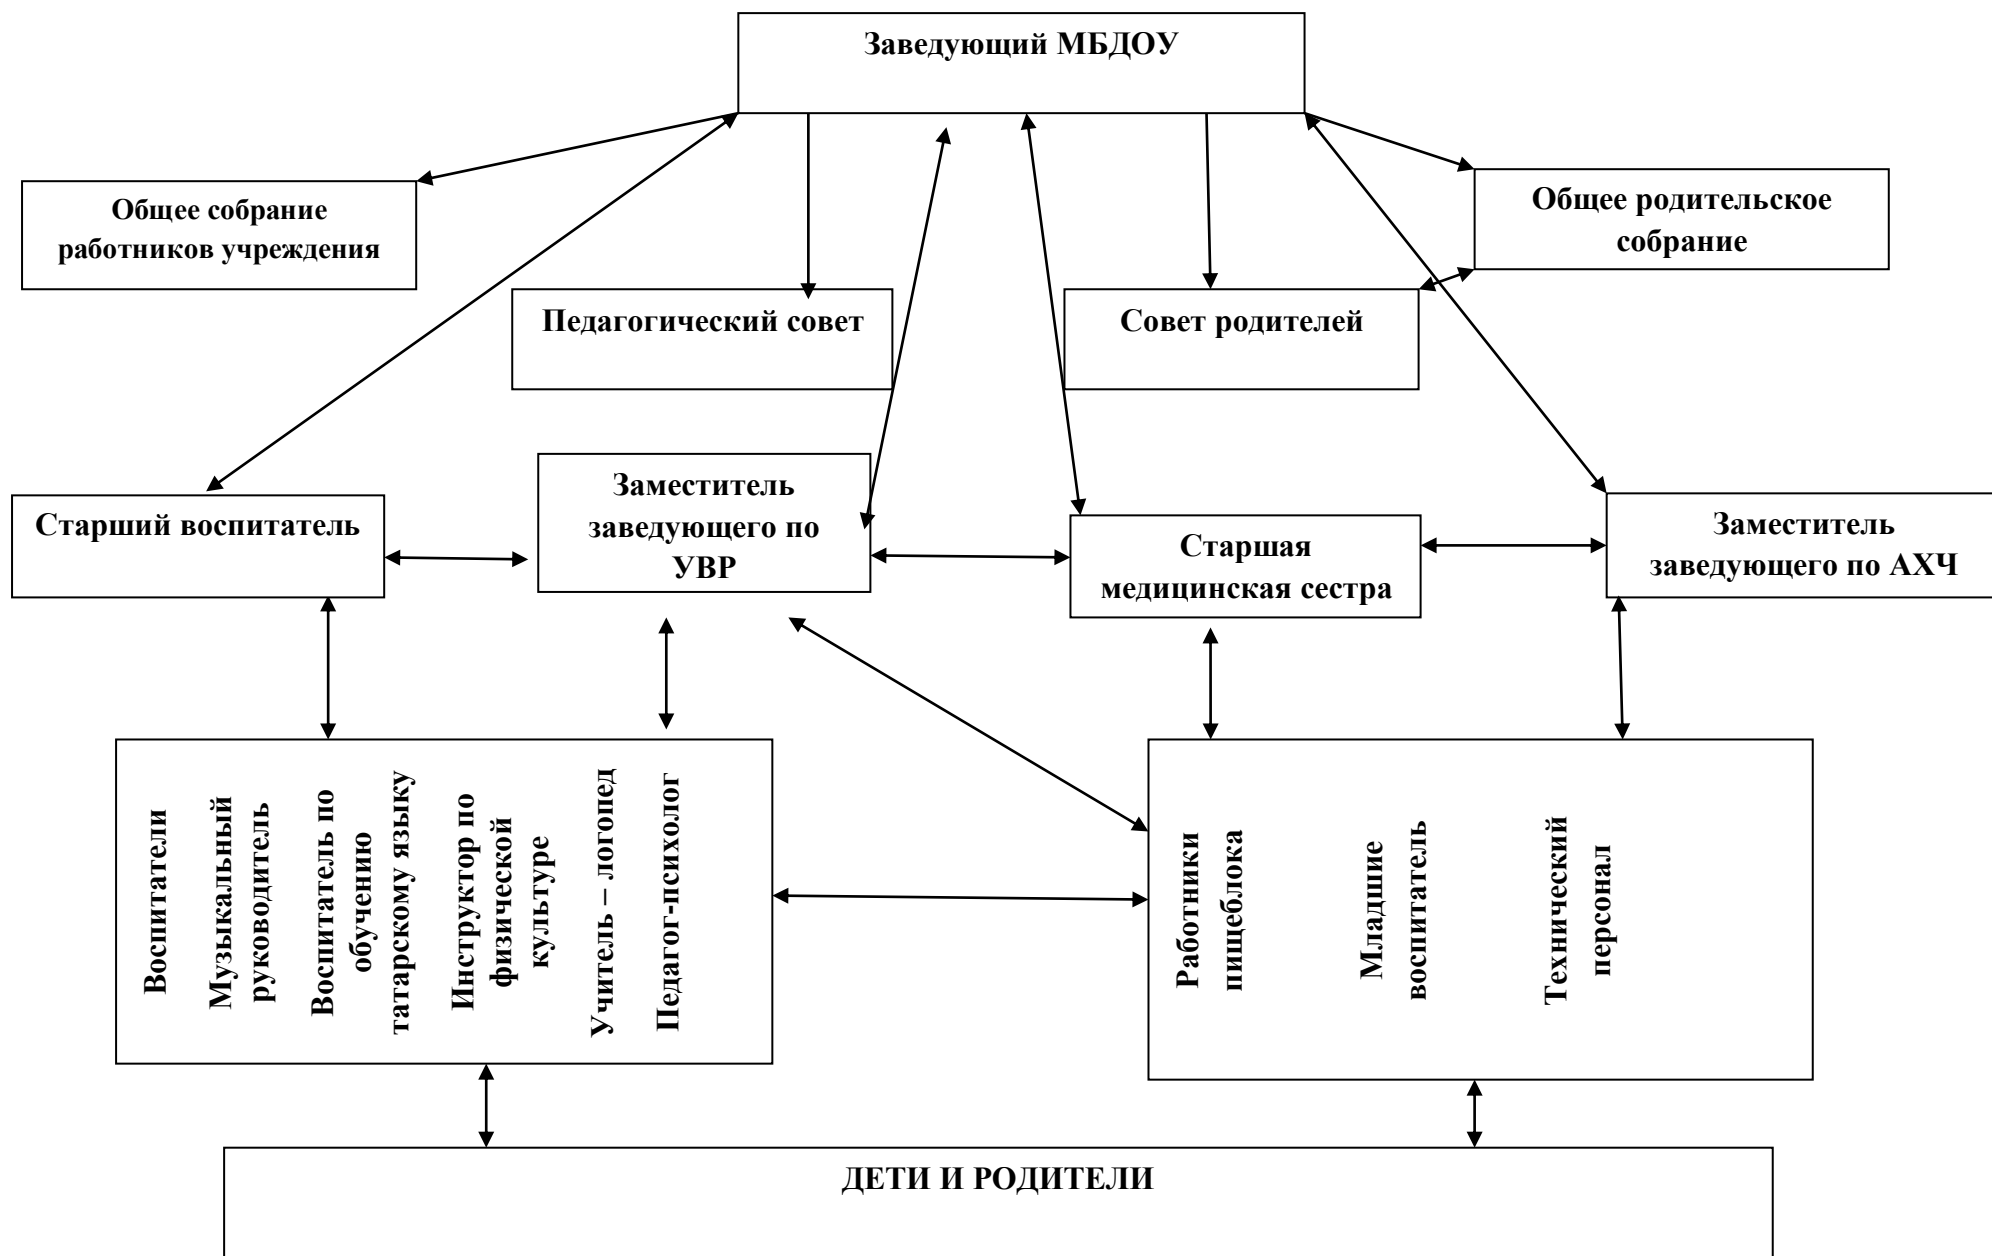 Заведующий МБДОУ
Общее собрание
работников учреждения
Общее родительское
собрание
Педагогический совет
Совет родителей
Старший воспитатель
Заместитель
заведующего по
УВР
Старшая
медицинская сестра
Заместитель
заведующего по АХЧ
Воспитатели
Музыкальный
руководитель
Воспитатель по
обучению
татарскому языку
Инструктор по
физической
культуре
Учитель – логопед
Педагог-психолог
Работники
пищеблока
Младшие
воспитатель
Технический
персонал
ДЕТИ И РОДИТЕЛИ